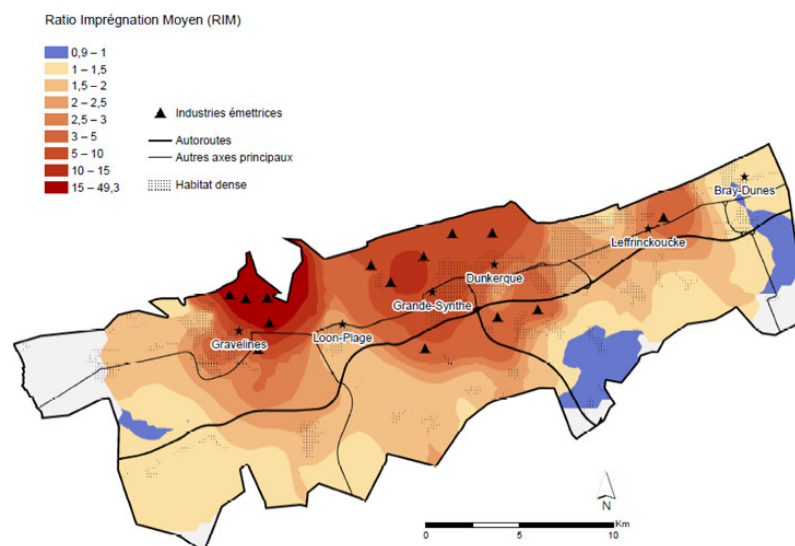 Ratio Imprégnation Moyen (RIM)
0,9 – 1
1 – 1,5
1,5 – 2
2 – 2,5
2,5 – 3
3 – 5
5 – 10
10 – 15
15 – 49,3
Industries émettrices
Autoroutes
Autres axes principaux
Habitat dense
Bray-Dunes
Leffrinckoucke
Dunkerque
Grande-Synthe
Loon-Plage
Gravelines
N
Km
0 5 10